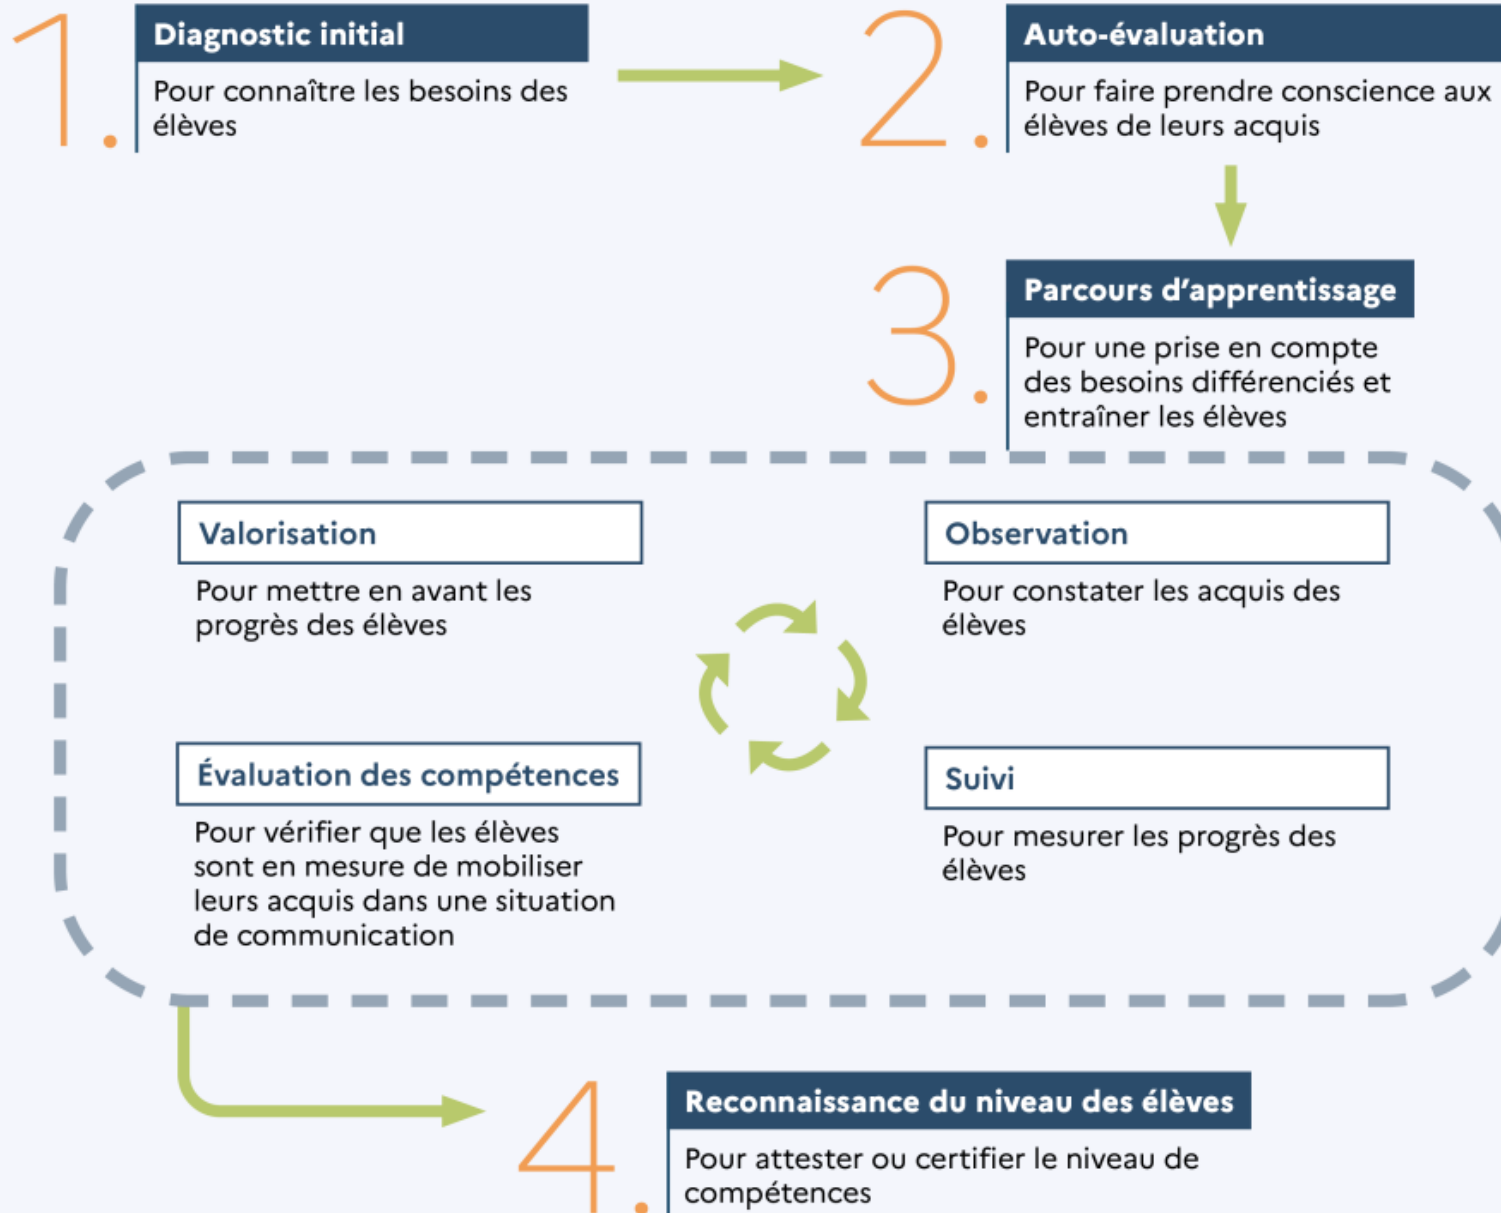 1.
Diagnostic initial
Pour connaître les besoins des
élèves
2.
Auto-évaluation
Pour faire prendre conscience aux
élèves de leurs acquis
3.
Parcours d’apprentissage
Pour une prise en compte
des besoins différenciés et
entraîner les élèves
Valorisation
Pour mettre en avant les
progrès des élèves
Observation
Pour constater les acquis des
élèves
Évaluation des compétences
Pour vérifier que les élèves
sont en mesure de mobiliser
leurs acquis dans une situation
de communication
Suivi
Pour mesurer les progrès des
élèves
4.
Reconnaissance du niveau des élèves
Pour attester ou certifier le niveau de
compétences